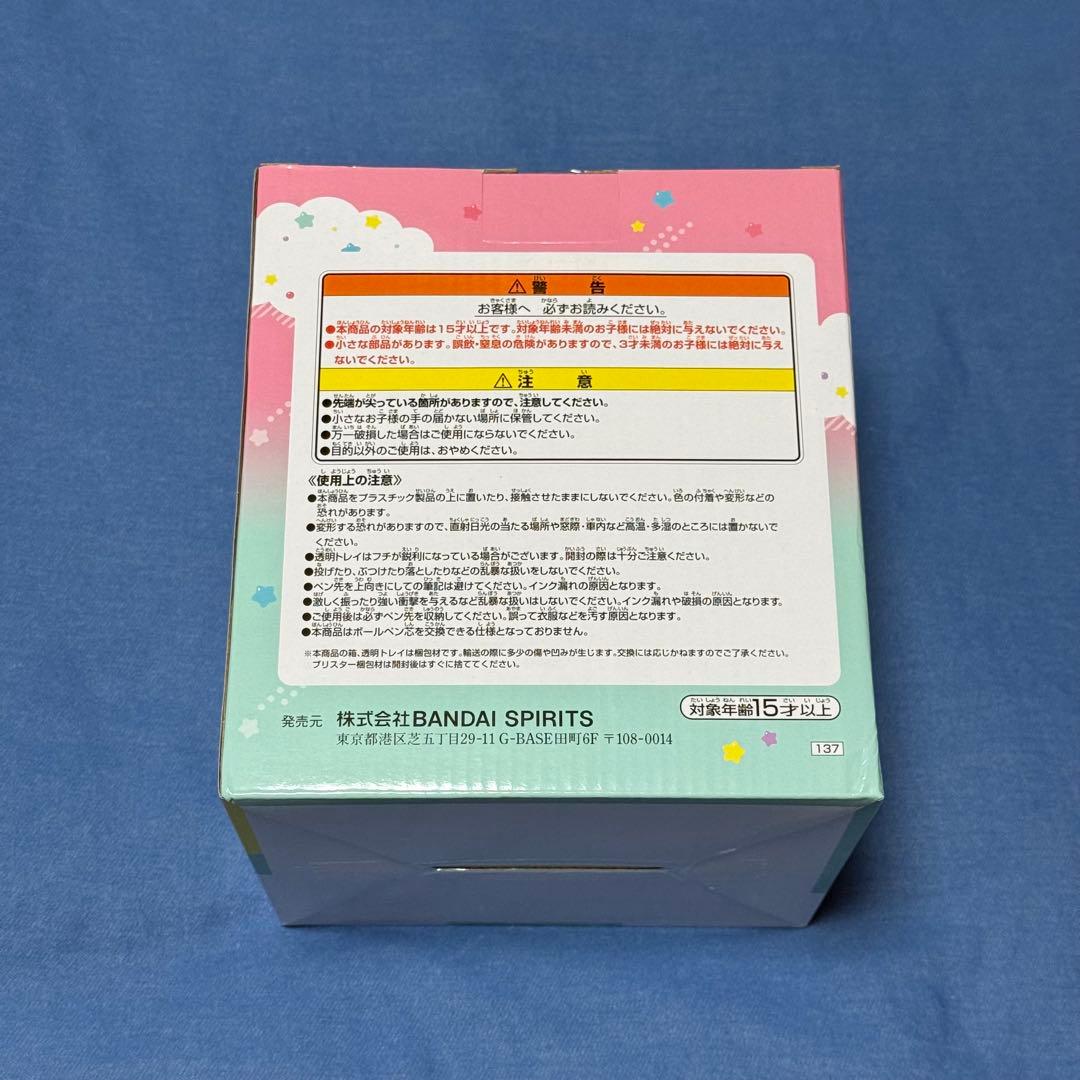 ⚠警告
お客様へ 必ずお読みください。
●本商品の対象年齢は15才以上です。対象年齢未満のお子様には絶対に与えないでください。
●小さな部品があります。誤飲・窒息の危険がありますので、3才未満のお子様には絶対に与え
ないでください。
⚠注意
●先端が尖っている箇所がありますので、注意してください。
●小さなお子様の手の届かない場所に保管してください。
●万一破損した場合はご使用にならないでください。
●目的以外のご使用は、おやめください。
《使用上の注意》
●本商品をプラスチック製品の上に置いたり、接触させたままにしないでください。色の付着や変形などの
恐れがあります。
●変形する恐れがありますので、直射日光の当たる場所や窓際・車内など高温・多湿のところには置かないで
ください。
●透明トレイはフチが鋭利になっている場合がございます。開封の際は十分ご注意ください。
●投げたり、ぶつけたり落としたりなどの乱暴な扱いをしないでください。
●ペン先を上向きにしての筆記は避けてください。インク漏れの原因となります。
●激しく振ったり強い衝撃を与えるなど乱暴な扱いはしないでください。インク漏れや破損の原因となります。
●ご使用後は必ずペン先を収納してください。誤って衣服などを汚す原因となります。
●本商品はボールペン芯を交換できる仕様となっておりません。
※本商品の箱、透明トレイは梱包材です。輸送の際に多少の傷や凹みが生じます。交換には応じかねますのでご了承ください。
ブリスター梱包材は開封後はすぐに捨ててください。
対象年齢15才以上
発売元 株式会社BANDAI SPIRITS
東京都港区芝五丁目29-11 G-BASE田町6F 〒108-0014
137